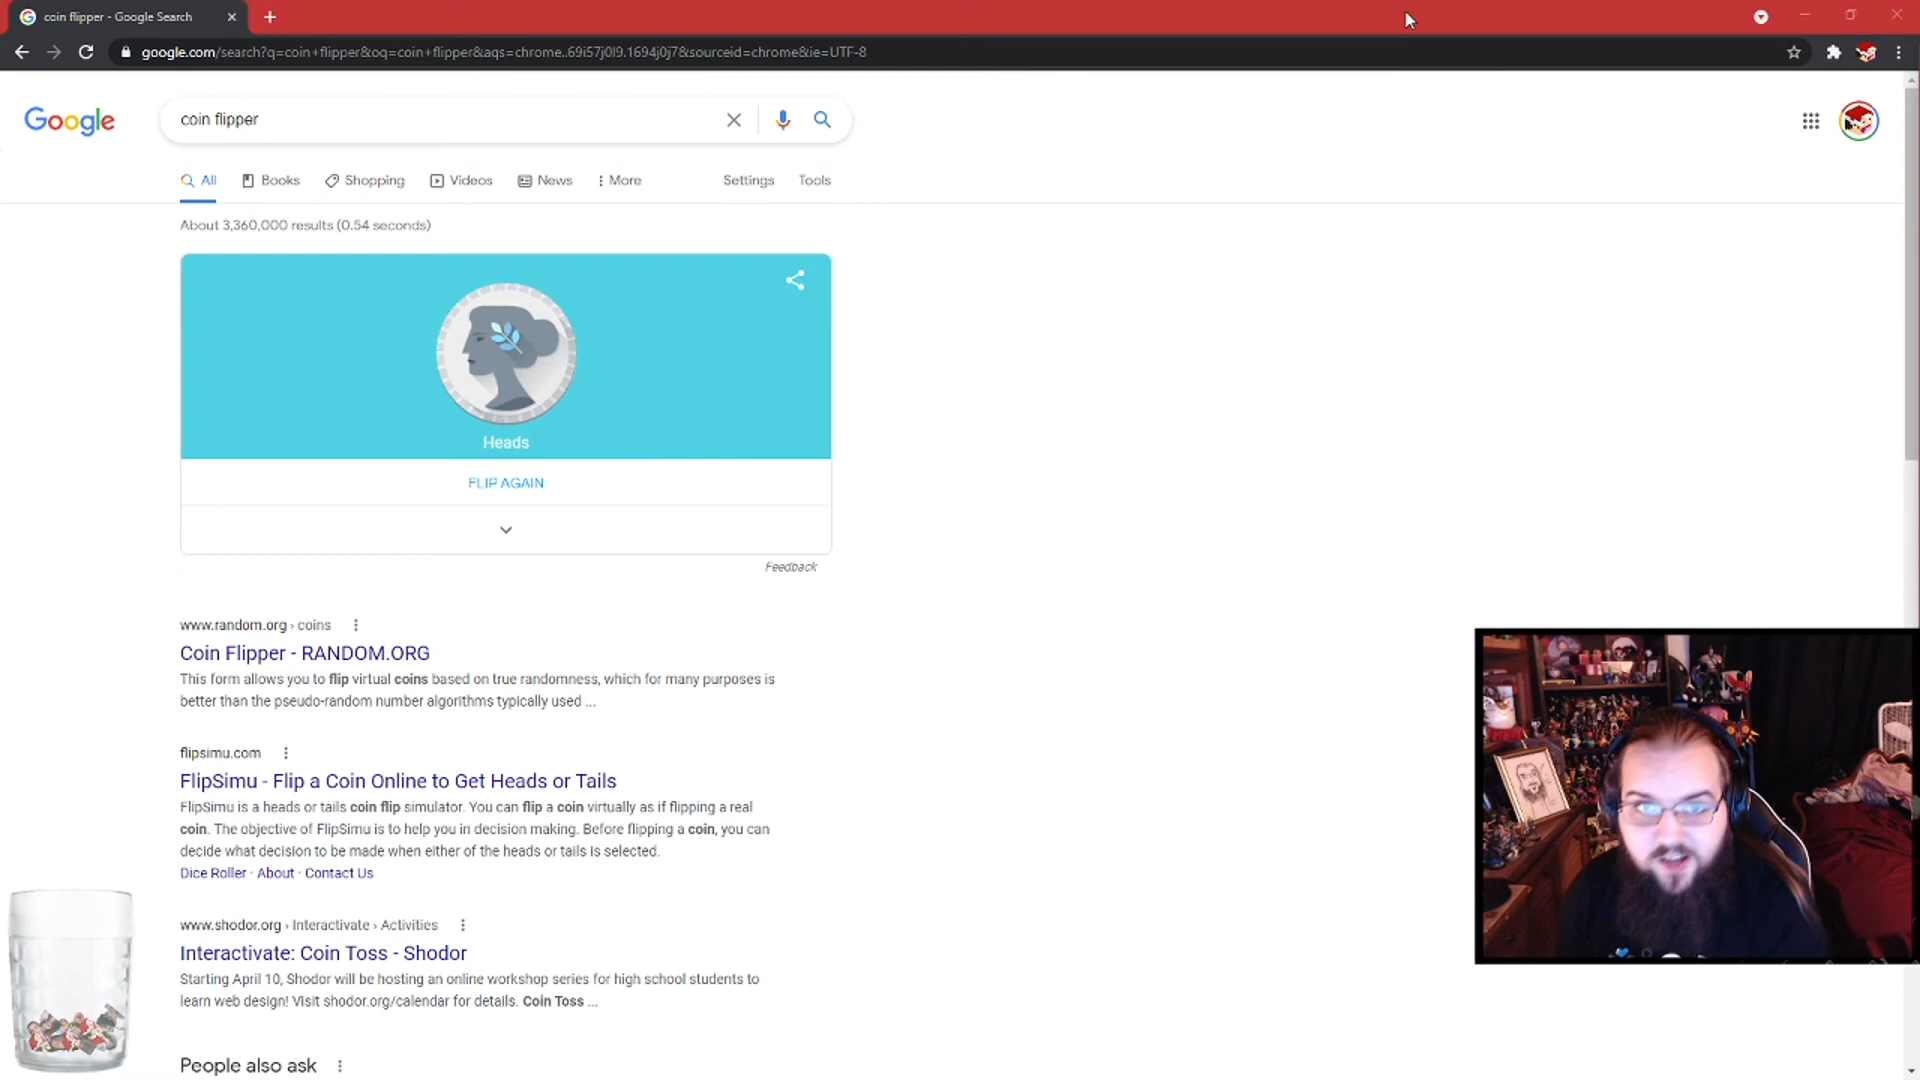 coin flipper - Google Search
google.com/search?q=coin+flipper&oq=coin+flipper&aqs=chrome..69i57j0l9.1694j0j7&sourceid=chrome&ie=UTF-8
Google
coin flipper
All Books Shopping Videos News More Settings Tools
About 3,360,000 results (0.54 seconds)
Heads
FLIP AGAIN
Feedback
www.random.org › coins
Coin Flipper - RANDOM.ORG
This form allows you to flip virtual coins based on true randomness, which for many purposes is
better than the pseudo-random number algorithms typically used ...
flipsimu.com
FlipSimu - Flip a Coin Online to Get Heads or Tails
FlipSimu is a heads or tails coin flip simulator. You can flip a coin virtually as if flipping a real
coin. The objective of FlipSimu is to help you in decision making. Before flipping a coin, you can
decide what decision to be made when either of the heads or tails is selected.
Dice Roller · About · Contact Us
www.shodor.org › Interactivate › Activities
Interactivate: Coin Toss - Shodor
Starting April 10, Shodor will be hosting an online workshop series for high school students to
learn web design! Visit shodor.org/calendar for details. Coin Toss ...
People also ask